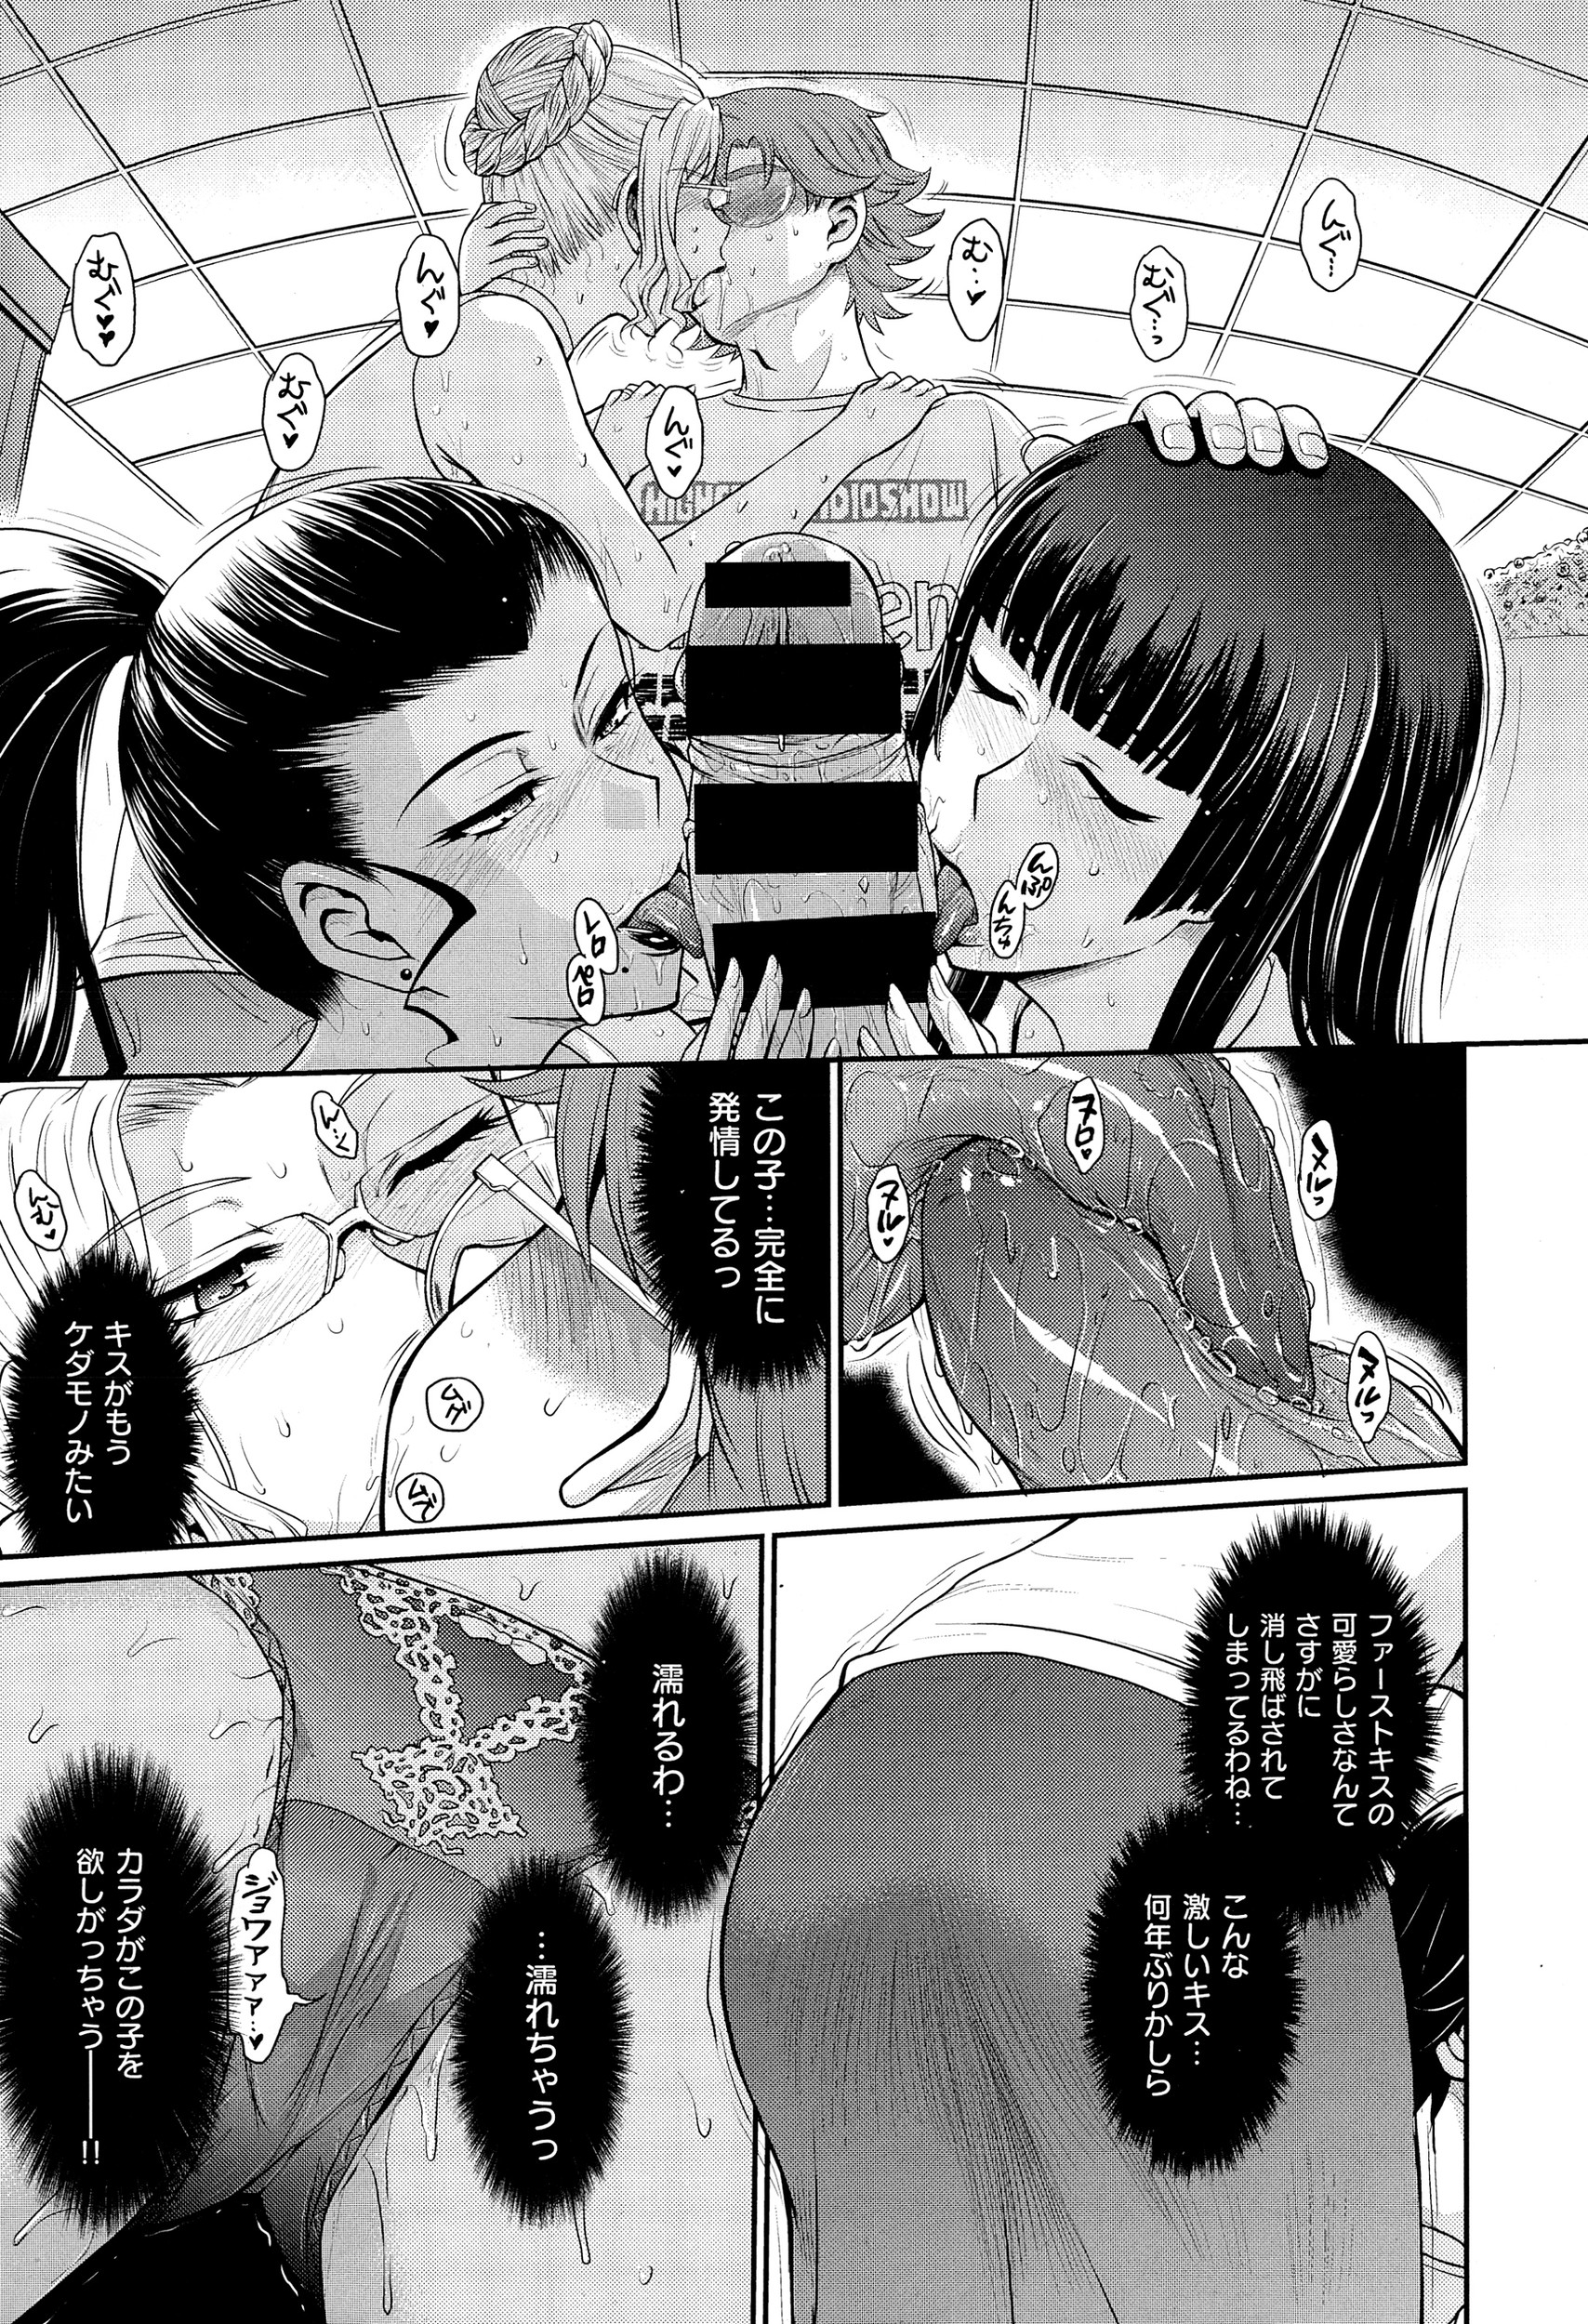 むぐ♥♥
んぐ♥
むぐ♥
んぐ♥
む…♥
むぐ…っ
んぐ…
HIGH
DIOSHOW
en
レロ
ペロ
んぷ
んちゅ
ヌロ♥
ヌルっ
ヌル♥
ヌルっ
この子…完全に
発情してるっ
ん…く
んむ♥
キスがもう
ケダモノみたい
ファーストキスの
可愛らしさなんて
さすがに
消し飛ばされて
しまってるわね…
こんな
激しいキス…
何年ぶりかしら
濡れるわ…
…濡れちゃうっ
ジョワァァァ…♥
カラダがこの子を
欲しがっちゃう――!!